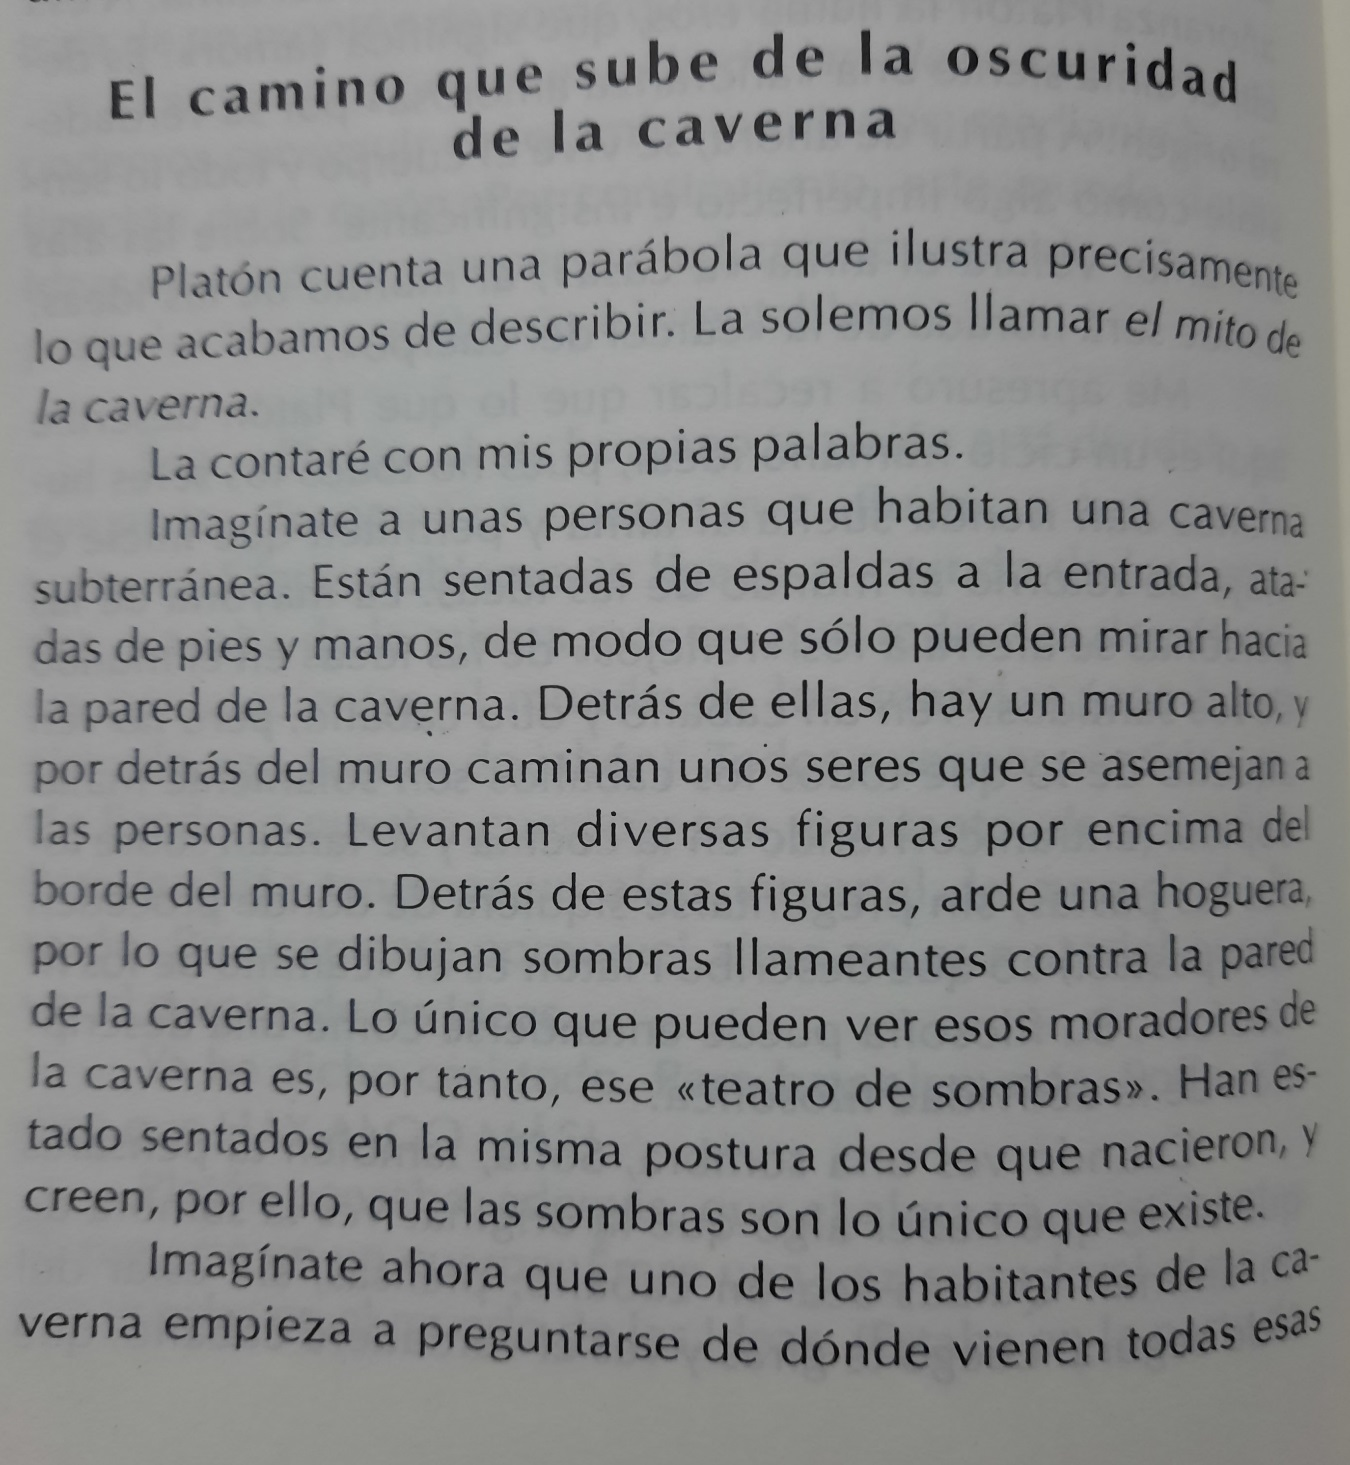 El camino que sube de la oscuridad
de la caverna
Platón cuenta una parábola que ilustra precisamente
lo que acabamos de describir. La solemos llamar el mito de
la caverna.
La contaré con mis propias palabras.
Imagínate a unas personas que habitan una caverna
subterránea. Están sentadas de espaldas a la entrada, ata-
das de pies y manos, de modo que sólo pueden mirar hacia
la pared de la caverna. Detrás de ellas, hay un muro alto, y
por detrás del muro caminan unos seres que se asemejan a
las personas. Levantan diversas figuras por encima del
borde del muro. Detrás de estas figuras, arde una hoguera,
por lo que se dibujan sombras llameantes contra la pared
de la caverna. Lo único que pueden ver esos moradores de
la caverna es, por tanto, ese «teatro de sombras». Han es-
tado sentados en la misma postura desde que nacieron, y
creen, por ello, que las sombras son lo único que existe.
Imagínate ahora que uno de los habitantes de la ca-
verna empieza a preguntarse de dónde vienen todas esas